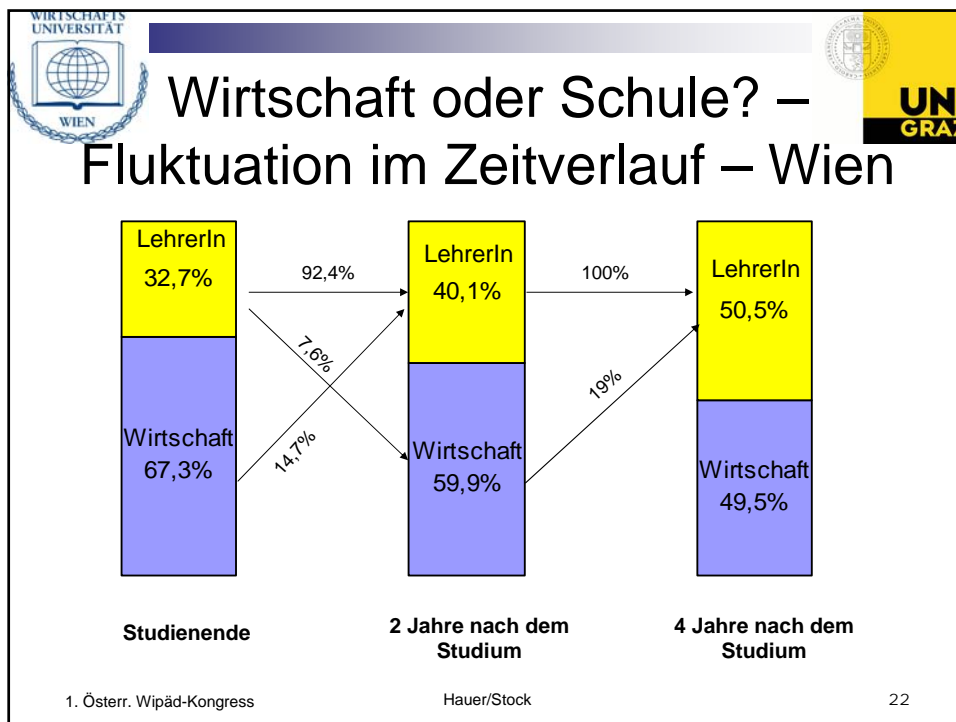 WIRTSCHAFTS
UNIVERSITÄT
WIEN
UN
GRAZ
Wirtschaft oder Schule? –
Fluktuation im Zeitverlauf – Wien
LehrerIn
32,7%
Wirtschaft
67,3%
92,4%
7,6%
14,7%
LehrerIn
40,1%
Wirtschaft
59,9%
100%
19%
LehrerIn
50,5%
Wirtschaft
49,5%
Studienende
2 Jahre nach dem
Studium
4 Jahre nach dem
Studium
1. Österr. Wipäd-Kongress
Hauer/Stock
22